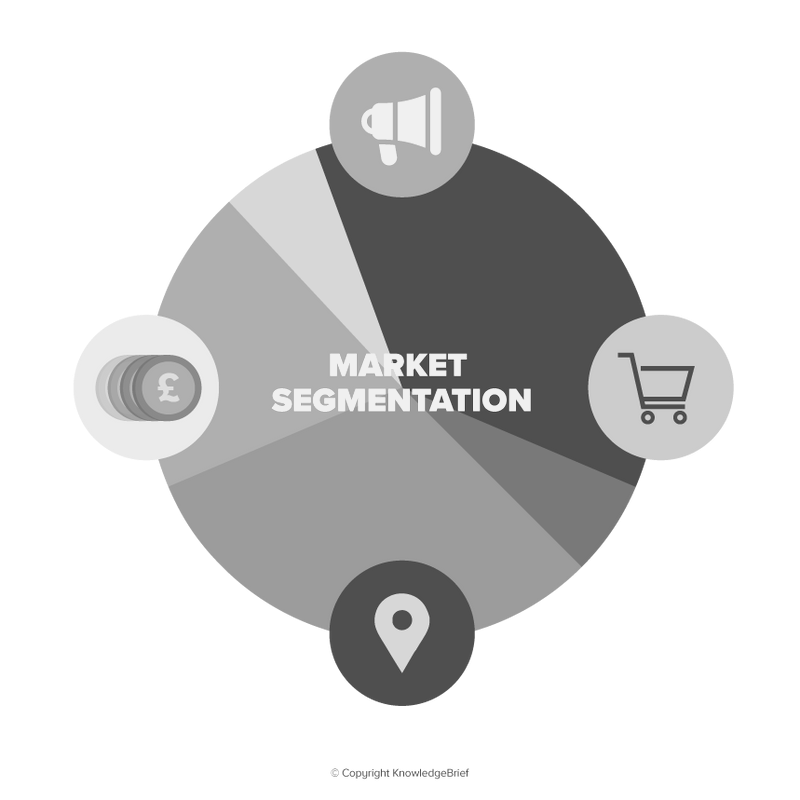 MARKET
SEGMENTATION
£
© Copyright KnowledgeBrief